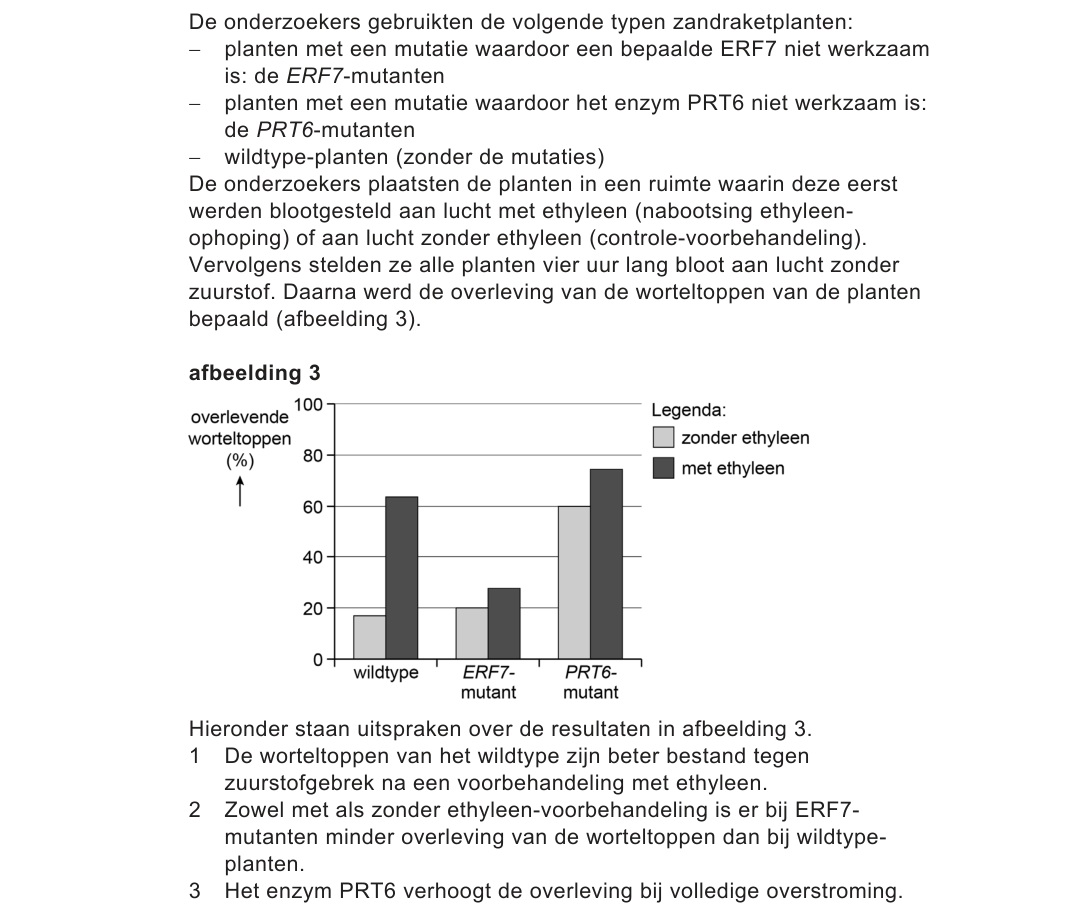 De onderzoekers gebruikten de volgende typen zandraketplanten:
– planten met een mutatie waardoor een bepaalde ERF7 niet werkzaam
is: de ERF7-mutanten
– planten met een mutatie waardoor het enzym PRT6 niet werkzaam is:
de PRT6-mutanten
– wildtype-planten (zonder de mutaties)
De onderzoekers plaatsten de planten in een ruimte waarin deze eerst
werden blootgesteld aan lucht met ethyleen (nabootsing ethyleen-
ophoping) of aan lucht zonder ethyleen (controle-voorbehandeling).
Vervolgens stelden ze alle planten vier uur lang bloot aan lucht zonder
zuurstof. Daarna werd de overleving van de worteltoppen van de planten
bepaald (afbeelding 3).
afbeelding 3
overlevende
worteltoppen
(%)
100
80
60
40
20
0
wildtype
ERF7-
mutant
PRT6-
mutant
Legenda:
zonder ethyleen
met ethyleen
Hieronder staan uitspraken over de resultaten in afbeelding 3.
1 De worteltoppen van het wildtype zijn beter bestand tegen
zuurstofgebrek na een voorbehandeling met ethyleen.
2 Zowel met als zonder ethyleen-voorbehandeling is er bij ERF7-
mutanten minder overleving van de worteltoppen dan bij wildtype-
planten.
3 Het enzym PRT6 verhoogt de overleving bij volledige overstroming.